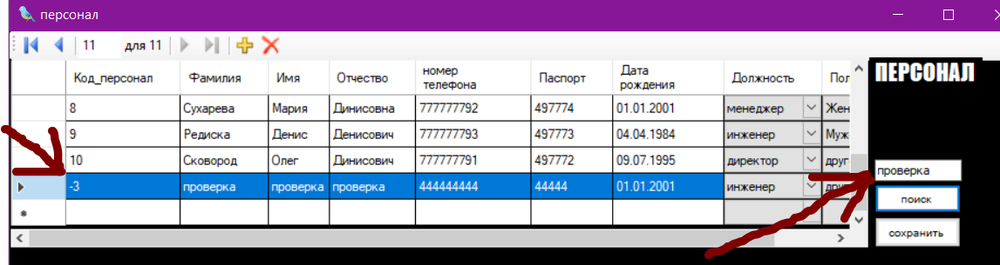 персонал
11 для 11
Код_персонал Фамилия Имя Отчество номер телефона Паспорт Дата рождения Должность Пол
8 Сухарева Мария Динисовна 777777792 497774 01.01.2001 менеджер Жен
9 Редиска Денис Денисович 777777793 497773 04.04.1984 инженер Муж
10 Сковород Олег Динисович 777777791 497772 09.07.1995 директор друг
-3 проверка проверка проверка 444444444 44444 01.01.2001 инженер друг
ПЕРСОНАЛ
проверка
поиск
сохранить